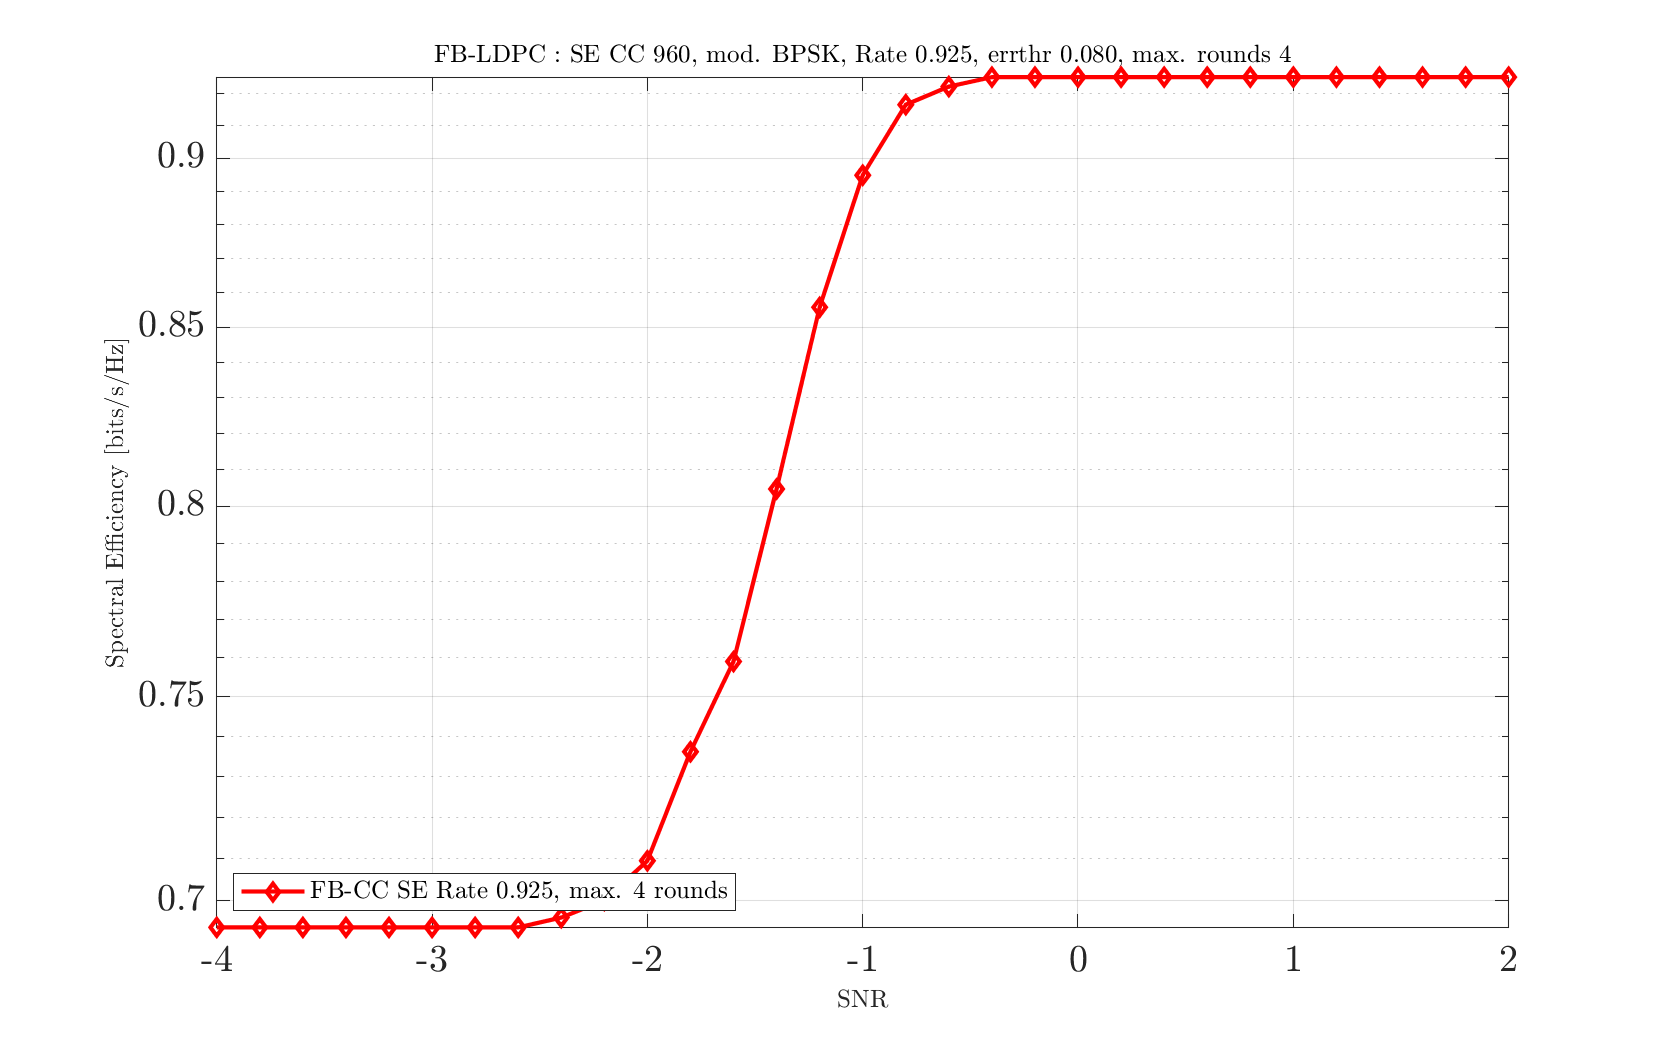 FB-LDPC : SE CC 960, mod. BPSK, Rate 0.925, errthr 0.080, max. rounds 4
0.9
0.85
0.8
0.75
0.7
Spectral Efficiency [bits/s/Hz]
FB-CC SE Rate 0.925, max. 4 rounds
-4 -3 -2 -1 0 1 2
SNR